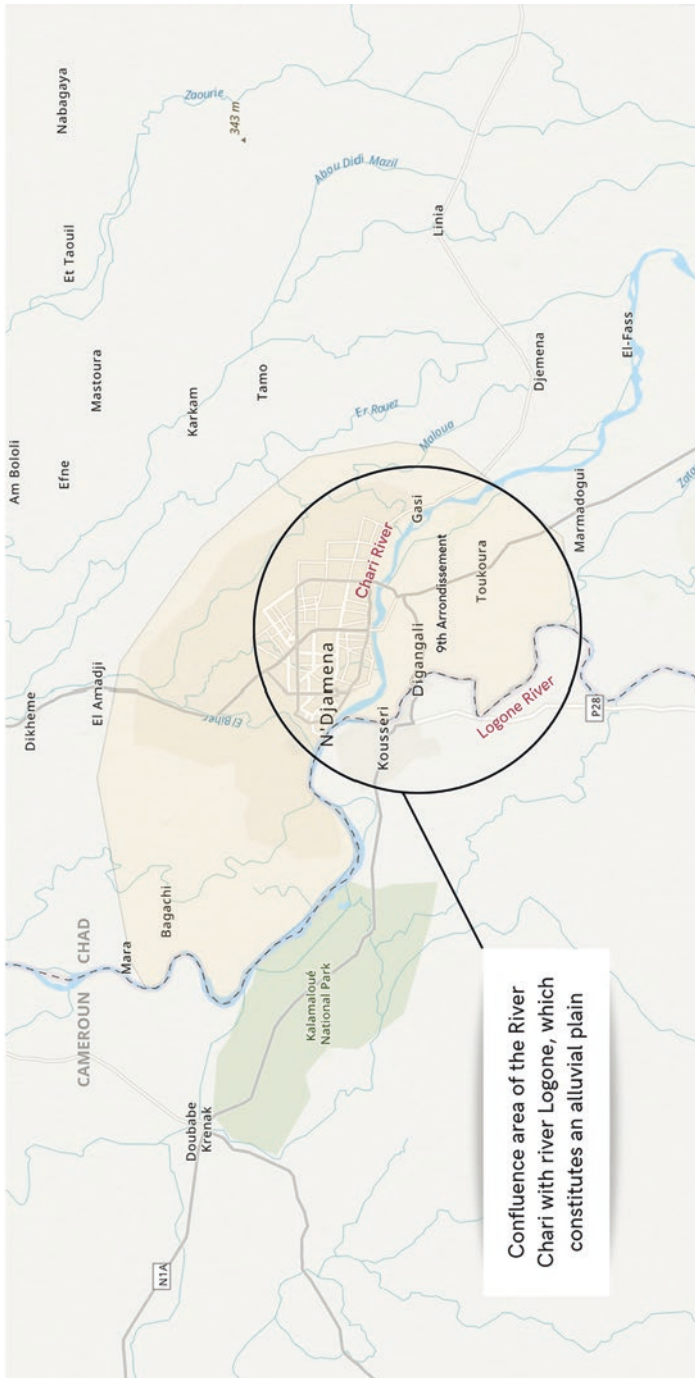 Am Bololi
Dikheme
Nabagaya
Efne
Et Taouil
CAMEROUN CHAD
Mastoura
El Amadji
Mara
N1A
Bagachi
Karkam
Doubabe
Krenak
Zaourie
El Biher
343 m
Tamo
Kalamaloué
National Park
N'Djamena
Abou Didi Mazil
Er Rouez
Chari River
Kousseri
Digangali
Gasi
Maloua
Linia
9th Arrondissement
Toukoura
Logone River
Confluence area of the River
Chari with river Logone, which
constitutes an alluvial plain
Djemena
Marmadogui
P28
El-Fass